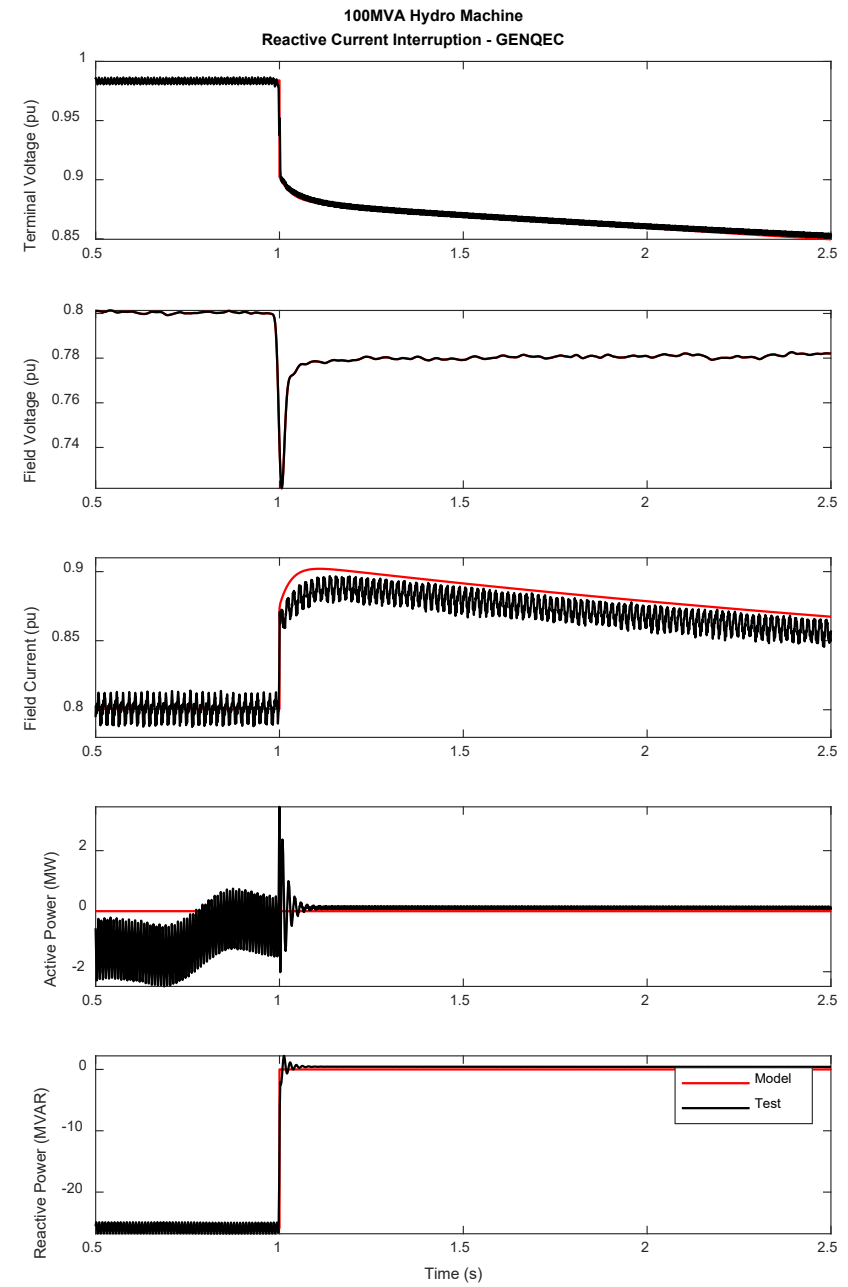 100MVA Hydro Machine
Reactive Current Interruption - GENQEC
Terminal Voltage (pu)
1
0.95
0.9
0.85
0.5 1 1.5 2 2.5
Field Voltage (pu)
0.8
0.78
0.76
0.74
0.5 1 1.5 2 2.5
Field Current (pu)
0.9
0.85
0.8
0.5 1 1.5 2 2.5
Active Power (MW)
2
0
-2
0.5 1 1.5 2 2.5
Reactive Power (MVAR)
0
-10
-20
Model
Test
0.5 1 1.5 2 2.5
Time (s)